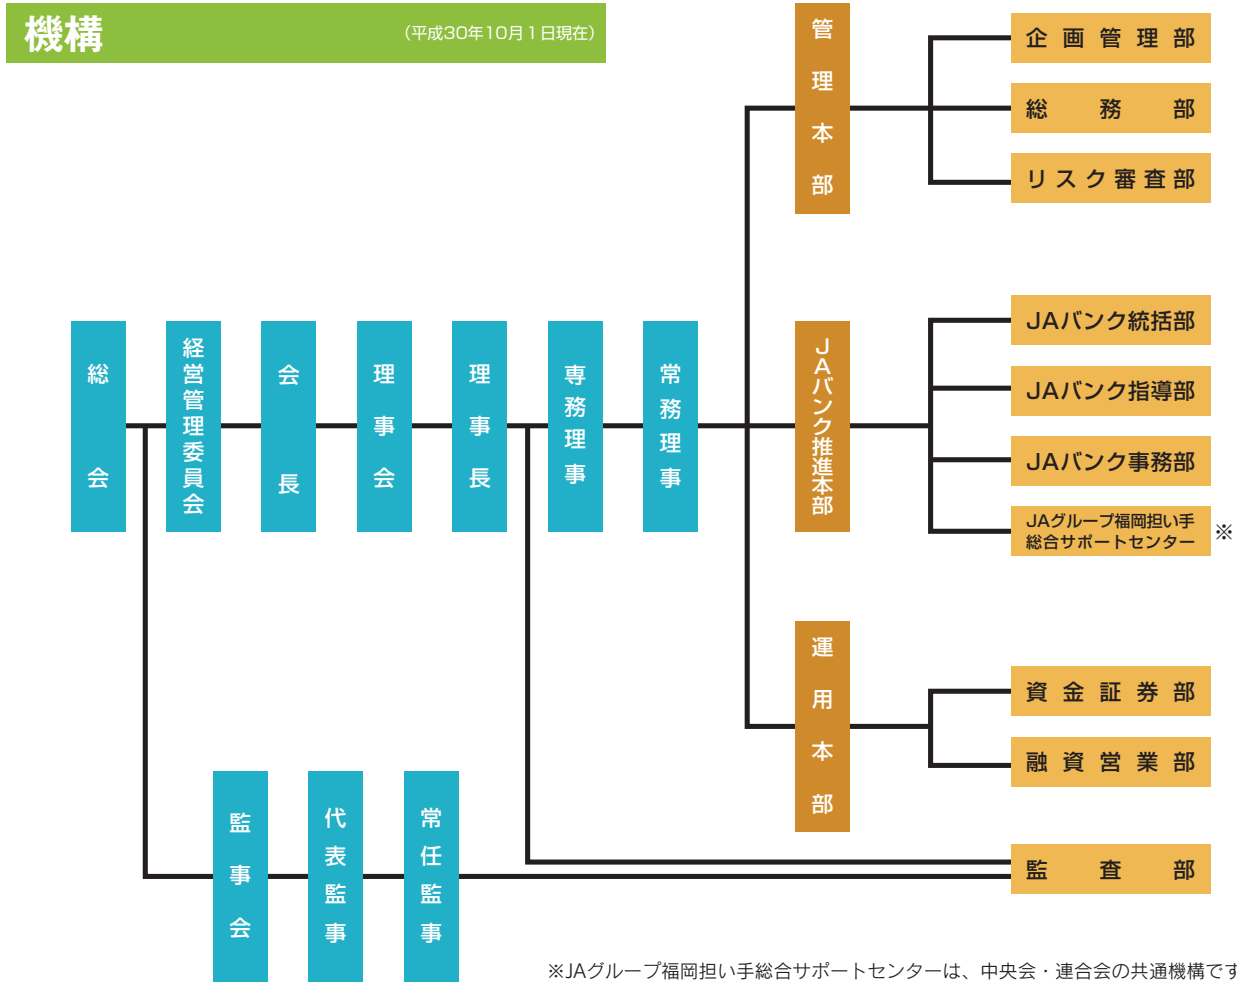 機構
（平成30年10月1日現在）
管理本部
企画管理部
総務部
リスク審査部
総会
経営管理委員会
会長
理事会
理事長
専務理事
常務理事
JAバンク推進本部
JAバンク統括部
JAバンク指導部
JAバンク事務部
JAグループ福岡担い手
総合サポートセンター ※
運用本部
資金証券部
融資営業部
監事会
代表監事
常任監事
監査部
※JAグループ福岡担い手総合サポートセンターは、中央会・連合会の共通機構です